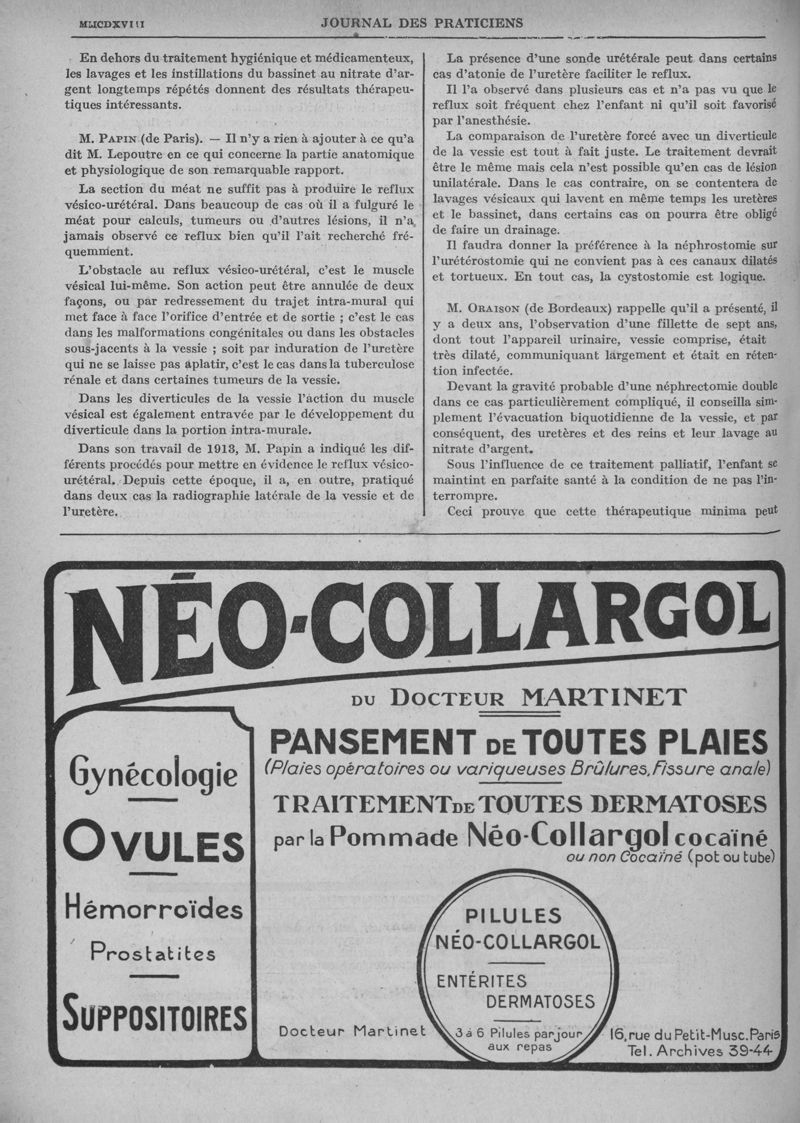 MMCDXVIII
JOURNAL DES PRATICIENS
En dehors du traitement hygiénique et médicamenteux,
les lavages et les instillations du bassinet au nitrate d'ar-
gent longtemps répétés donnent des résultats thérapeu-
tiques intéressants.
M. PAPIN (de Paris). — Il n'y a rien à ajouter à ce qu'a
dit M. Lepoutre en ce qui concerne la partie anatomique
et physiologique de son remarquable rapport.
La section du méat ne suffit pas à produire le reflux
vésico-urétéral. Dans beaucoup de cas où il a fulguré le
méat pour calculs, tumeurs ou d'autres lésions, il n'a
jamais observé ce reflux bien qu'il l'ait recherché fré-
quemment.
L'obstacle au reflux vésico-urétéral, c'est le muscle
vésical lui-même. Son action peut être annulée de deux
façons, ou par redressement du trajet intra-mural qui
met face à face l'orifice d'entrée et de sortie ; c'est le cas
dans les malformations congénitales ou dans les obstacles
sous-jacents à la vessie ; soit par induration de l'uretère
qui ne se laisse pas aplatir, c'est le cas dans la tuberculose
rénale et dans certaines tumeurs de la vessie.
Dans les diverticules de la vessie l'action du muscle
vésical est également entravée par le développement du
diverticule dans la portion intra-murale.
Dans son travail de 1913, M. Papin a indiqué les dif-
férents procédés pour mettre en évidence le reflux vésico-
urétéral. Depuis cette époque, il a, en outre, pratiqué
dans deux cas la radiographie latérale de la vessie et de
l'uretère.
La présence d'une sonde urétérale peut dans certains
cas d'atonie de l'uretère faciliter le reflux.
Il l'a observé dans plusieurs cas et n'a pas vu que le
reflux soit fréquent chez l'enfant ni qu'il soit favorisé
par l'anesthésie.
La comparaison de l'uretère forcé avec un diverticule
de la vessie est tout à fait juste. Le traitement devrait
être le même mais cela n'est possible qu'en cas de lésion
unilatérale. Dans le cas contraire, on se contentera de
lavages vésicaux qui lavent en même temps les uretères
et le bassinet, dans certains cas on pourra être obligé
de faire un drainage.
Il faudra donner la préférence à la néphrostomie sur
l'urétérostomie qui ne convient pas à ces canaux dilatés
et tortueux. En tout cas, la cystostomie est logique.
M. ORAISON (de Bordeaux) rappelle qu'il a présenté, il
y a deux ans, l'observation d'une fillette de sept ans,
dont tout l'appareil urinaire, vessie comprise, était
très dilaté, communiquant largement et était en réten-
tion infectée.
Devant la gravité probable d'une néphrectomie double
dans ce cas particulièrement compliqué, il conseilla sim-
plement l'évacuation biquotidienne de la vessie, et par
conséquent, des uretères et des reins et leur lavage au
nitrate d'argent.
Sous l'influence de ce traitement palliatif, l'enfant se
maintint en parfaite santé à la condition de ne pas l'in-
terrompre.
Ceci prouve que cette thérapeutique minima peut
NÉO-COLLARGOL
DU DOCTEUR MARTINET
Gynécologie
OVULES
Hémorroïdes
Prostatites
SUPPOSITOIRES
PANSEMENT DE TOUTES PLAIES
(Plaies opératoires ou variqueuses Brûlures, Fissure anale)
TRAITEMENT DE TOUTES DERMATOSES
par la Pommade Néo-Collargol cocaïné
ou non Cocaïné (pot ou tube)
PILULES
NÉO-COLLARGOL
ENTÉRITES
DERMATOSES
3 à 6 Pilules par jour
aux repas
Docteur Martinet
16, rue du Petit-Musc. Paris
Tel. Archives 39-44